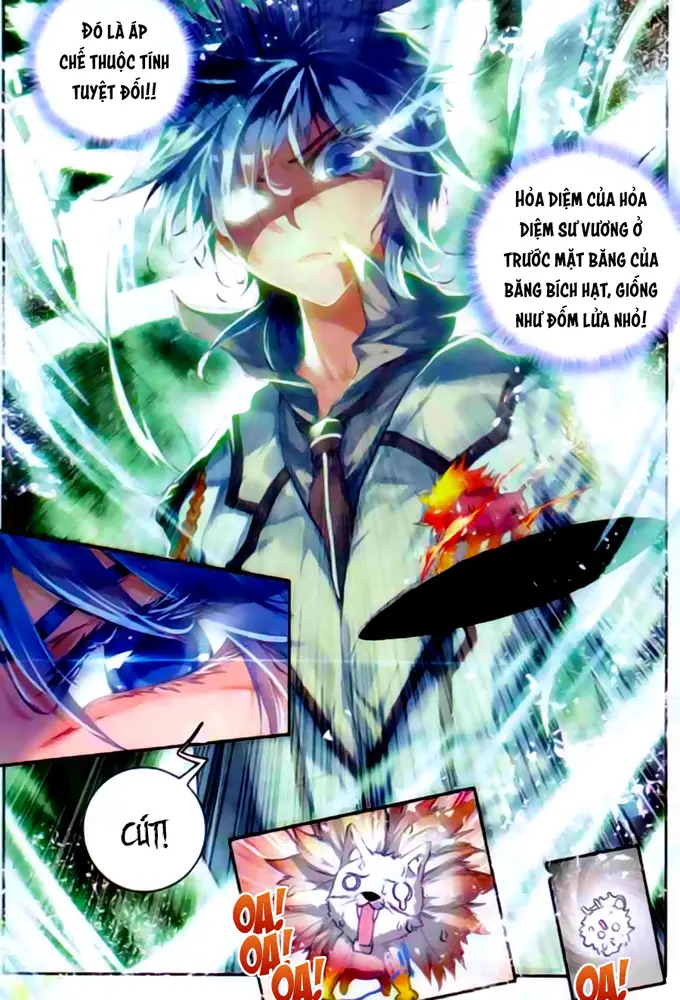 ĐÓ LÀ ÁP
CHẾ THUỘC TÍNH
TUYỆT ĐỐI!!
HỎA DIỆM CỦA HỎA
DIỆM SƯ VƯƠNG Ở
TRƯỚC MẶT BĂNG CỦA
BĂNG BÍCH HẠT, GIỐNG
NHƯ ĐỐM LỬA NHỎ!
CÚT!
OA!
OA!
OA!
OA!